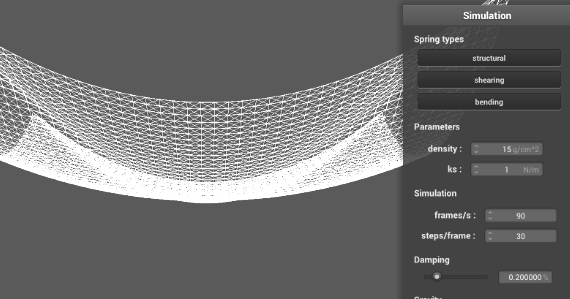 Simulation
Spring types
structural
shearing
bending
Parameters
density : 15 g/cm^2
ks : 1 N/m
Simulation
frames/s : 90
steps/frame : 30
Damping
0.200000 %
Gravity